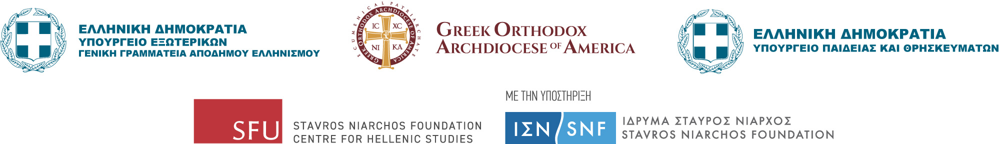 ΕΛΛΗΝΙΚΗ ΔΗΜΟΚΡΑΤΙΑ
ΥΠΟΥΡΓΕΙΟ ΕΞΩΤΕΡΙΚΩΝ
ΓΕΝΙΚΗ ΓΡΑΜΜΑΤΕΙΑ ΑΠΟΔΗΜΟΥ ΕΛΛΗΝΙΣΜΟΥ
ECUMENICAL PATRIARCHATE
GREEK ORTHODOX ARCHDIOCESE OF AMERICA
IC XC
NI KA
GREEK ORTHODOX
ARCHDIOCESE OF AMERICA
ΕΛΛΗΝΙΚΗ ΔΗΜΟΚΡΑΤΙΑ
ΥΠΟΥΡΓΕΙΟ ΠΑΙΔΕΙΑΣ ΚΑΙ ΘΡΗΣΚΕΥΜΑΤΩΝ
SFU
STAVROS NIARCHOS FOUNDATION
CENTRE FOR HELLENIC STUDIES
ΜΕ ΤΗΝ ΥΠΟΣΤΗΡΙΞΗ
ΙΣΝ SNF
ΙΔΡΥΜΑ ΣΤΑΥΡΟΣ ΝΙΑΡΧΟΣ
STAVROS NIARCHOS FOUNDATION